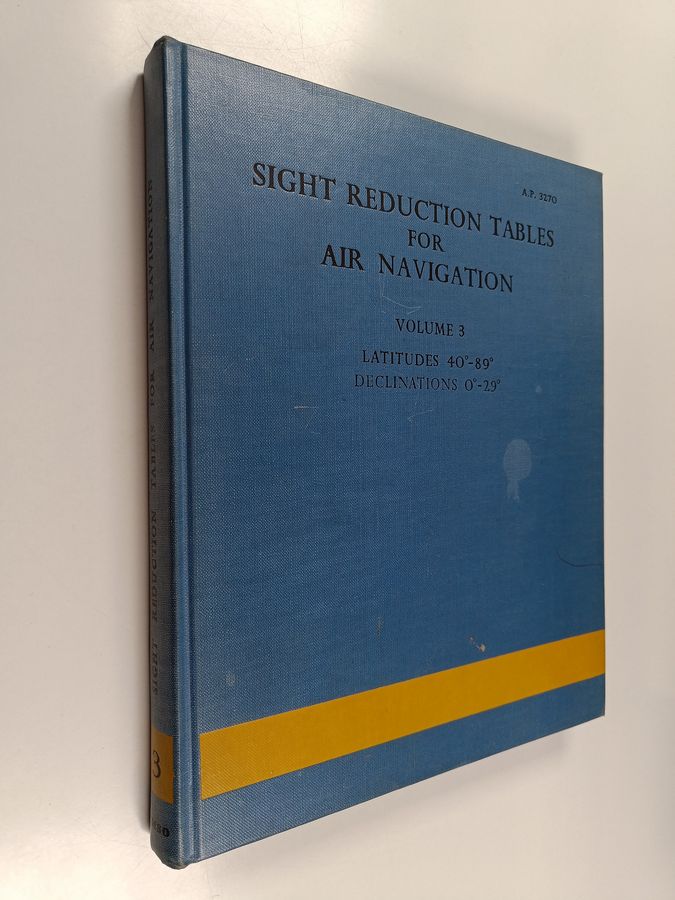 A.P. 3270
SIGHT REDUCTION TABLES
FOR
AIR NAVIGATION
VOLUME 3
LATITUDES 40°-89°
DECLINATIONS 0°-29°
SIGHT REDUCTION TABLES FOR AIR NAVIGATION
3